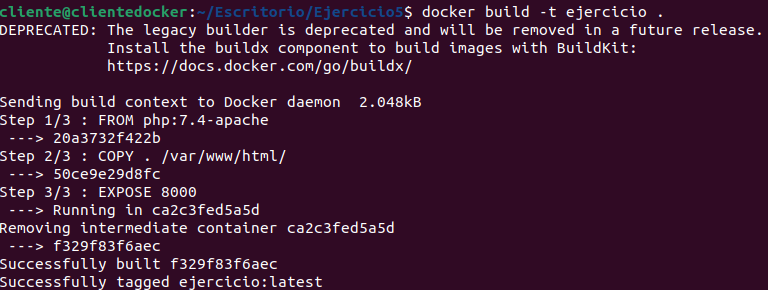 cliente@clientedocker:~/Escritorio/Ejercicio5$ docker build -t ejercicio .
DEPRECATED: The legacy builder is deprecated and will be removed in a future release.
            Install the buildx component to build images with BuildKit:
            https://docs.docker.com/go/buildx/

Sending build context to Docker daemon  2.048kB
Step 1/3 : FROM php:7.4-apache
 ---> 20a3732f422b
Step 2/3 : COPY . /var/www/html/
 ---> 50ce9e29d8fc
Step 3/3 : EXPOSE 8000
 ---> Running in ca2c3fed5a5d
Removing intermediate container ca2c3fed5a5d
 ---> f329f83f6aec
Successfully built f329f83f6aec
Successfully tagged ejercicio:latest